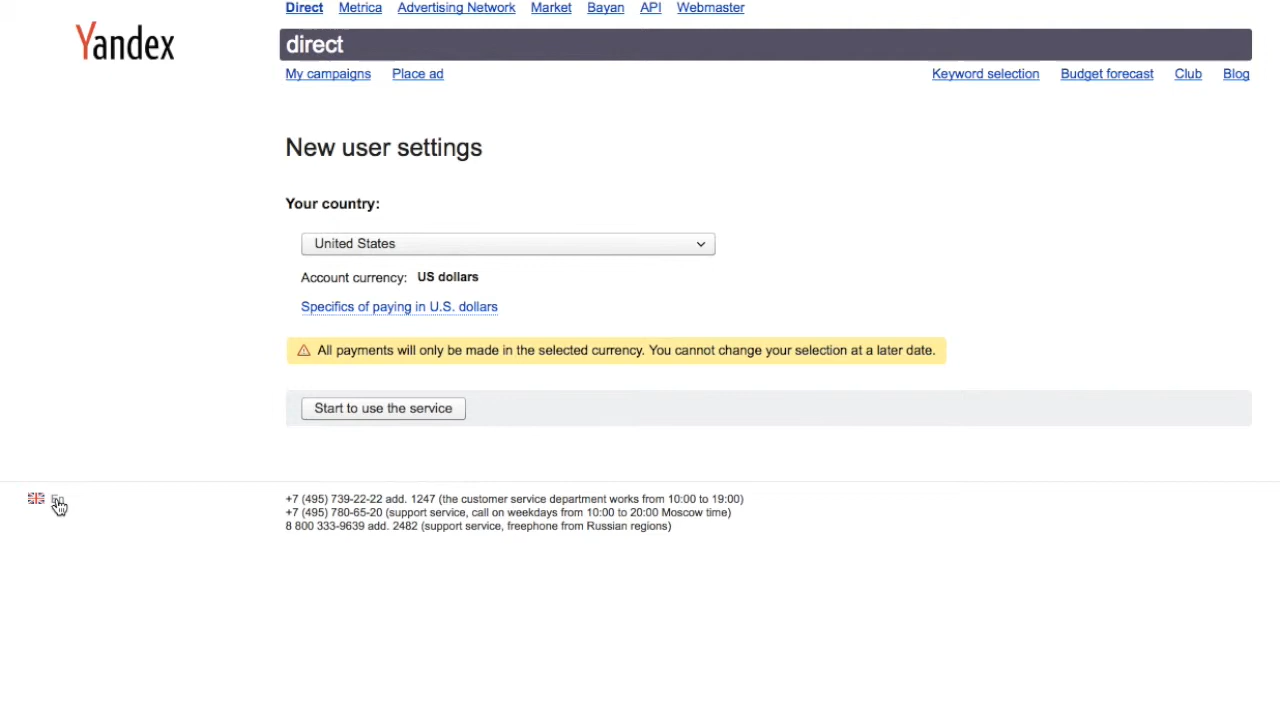 Direct Metrica Advertising Network Market Bayan API Webmaster
Yandex
direct
My campaigns Place ad Keyword selection Budget forecast Club Blog
New user settings
Your country:
United States
Account currency: US dollars
Specifics of paying in U.S. dollars
All payments will only be made in the selected currency. You cannot change your selection at a later date.
Start to use the service
+7 (495) 739-22-22 add. 1247 (the customer service department works from 10:00 to 19:00)
+7 (495) 780-65-20 (support service, call on weekdays from 10:00 to 20:00 Moscow time)
8 800 333-9639 add. 2482 (support service, freephone from Russian regions)